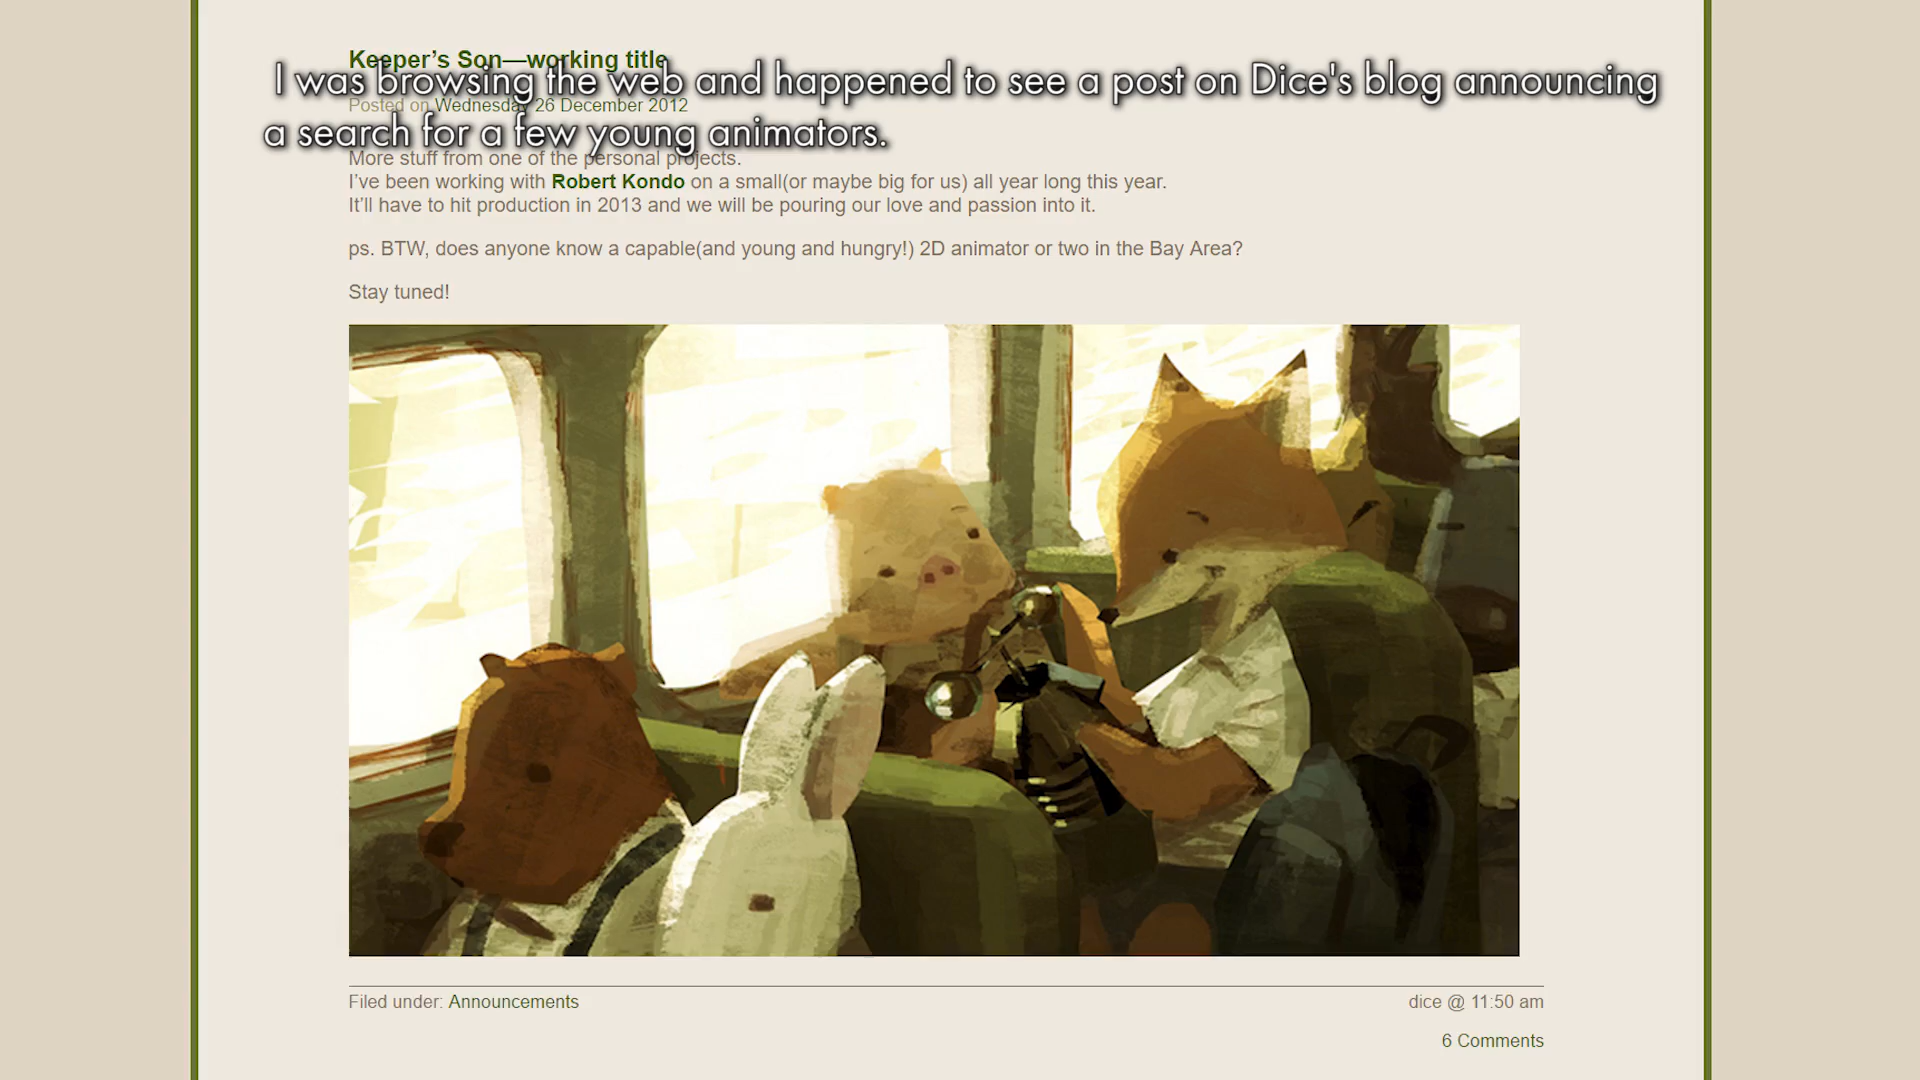 Keeper's Son—working title
I was browsing the web and happened to see a post on Dice's blog announcing
Posted on Wednesday 26 December 2012
a search for a few young animators.
More stuff from one of the personal projects.
I've been working with Robert Kondo on a small(or maybe big for us) all year long this year.
It'll have to hit production in 2013 and we will be pouring our love and passion into it.
ps. BTW, does anyone know a capable(and young and hungry!) 2D animator or two in the Bay Area?
Stay tuned!
Filed under: Announcements
dice @ 11:50 am
6 Comments